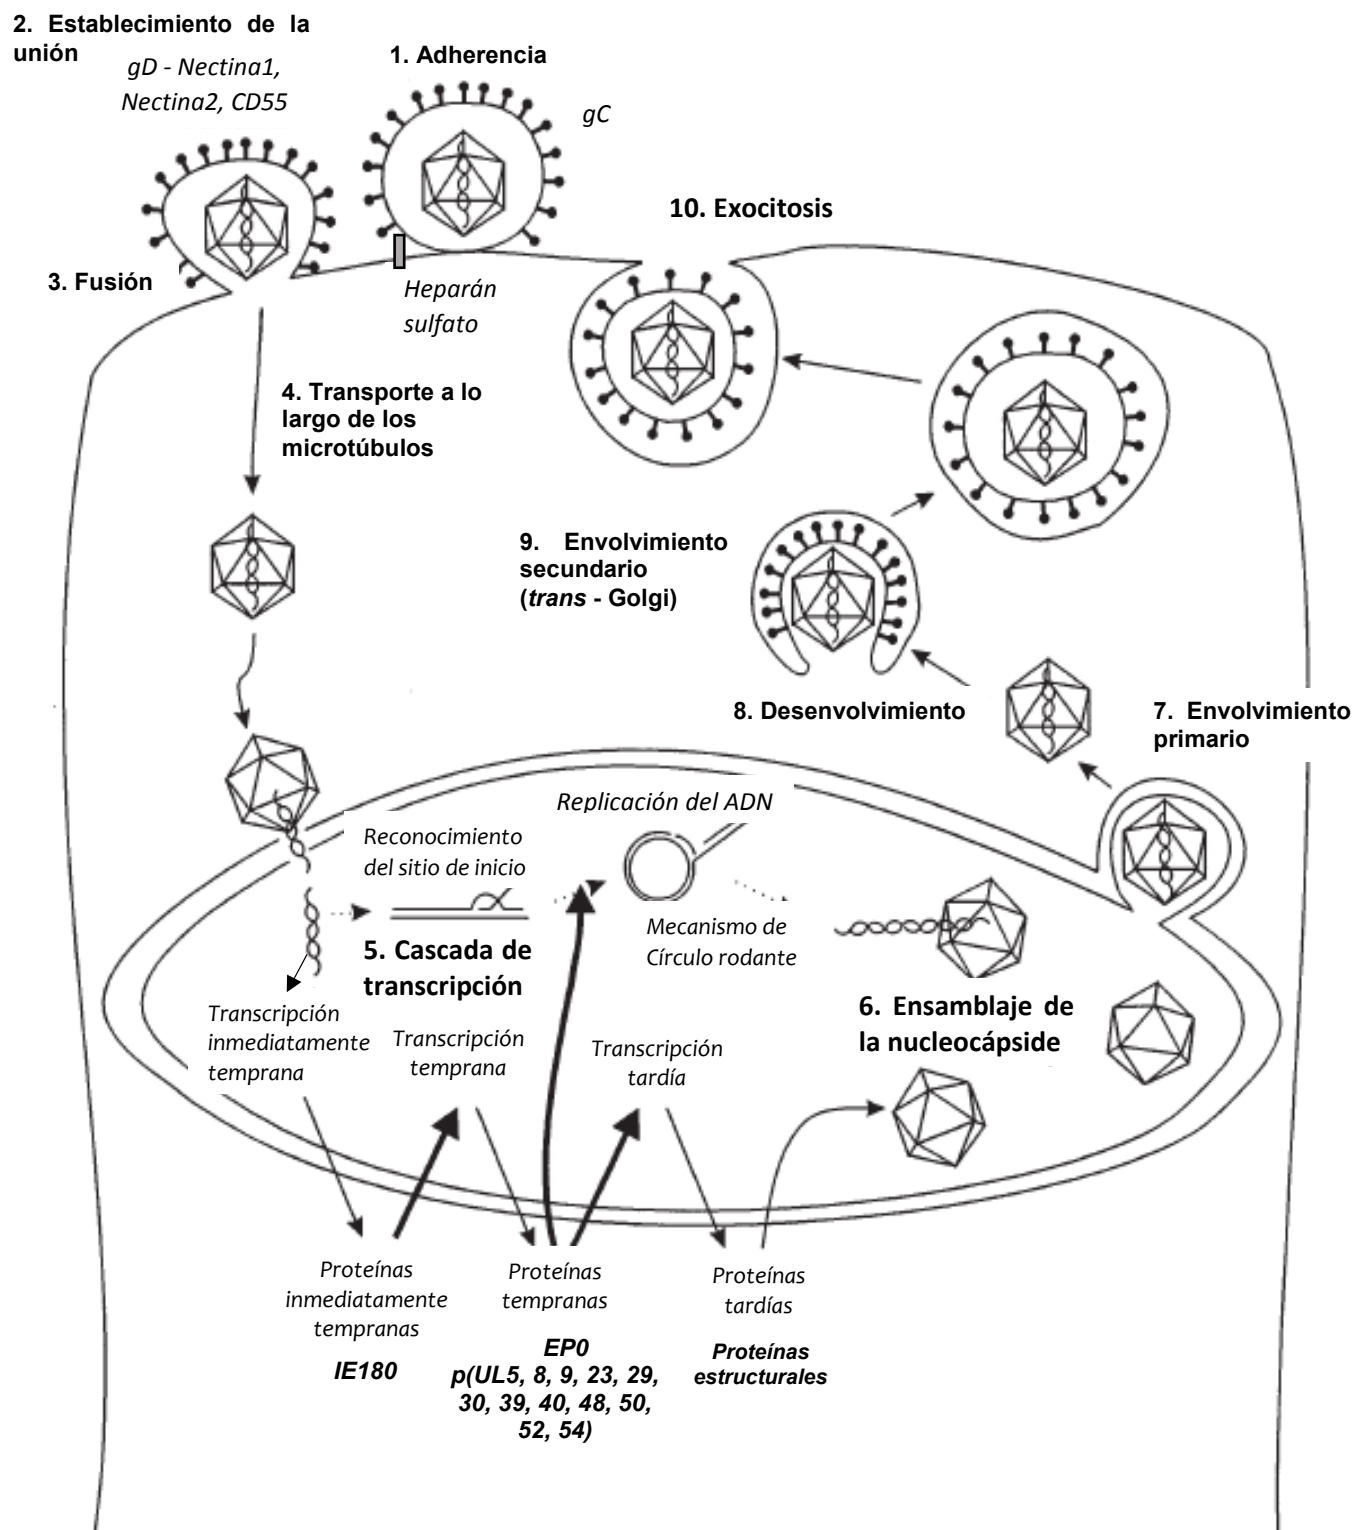 2. Establecimiento de la
unión
gD - Nectina1,
Nectina2, CD55
1. Adherencia
gC
10. Exocitosis
3. Fusión
Heparán
sulfato
4. Transporte a lo
largo de los
microtúbulos
9. Envolvimiento
secundario
(trans - Golgi)
8. Desenvolvimiento
7. Envolvimiento
primario
Replicación del ADN
Reconocimiento
del sitio de inicio
Mecanismo de
Círculo rodante
5. Cascada de
transcripción
6. Ensamblaje de
la nucleocápside
Transcripción
inmediatamente
temprana
Transcripción
temprana
Transcripción
tardía
Proteínas
inmediatamente
tempranas
IE180
Proteínas
tempranas
EP0
p(UL5, 8, 9, 23, 29,
30, 39, 40, 48, 50,
52, 54)
Proteínas
tardías
Proteínas
estructurales